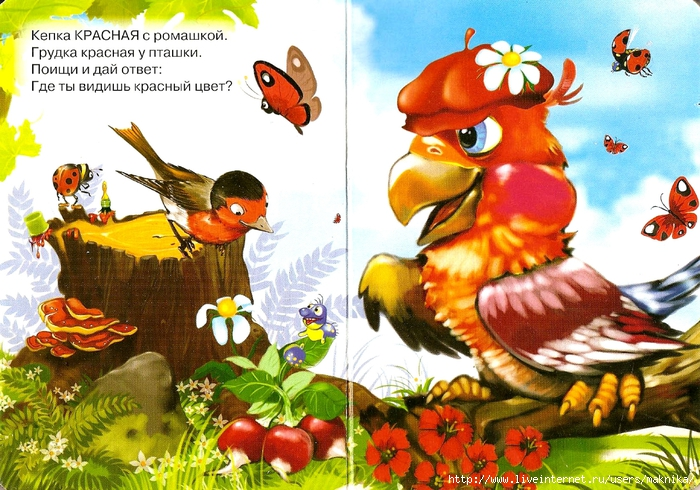 Кепка КРАСНАЯ с ромашкой.
Грудка красная у пташки.
Поищи и дай ответ:
Где ты видишь красный цвет?
http://www.liveinternet.ru/users/maknika/